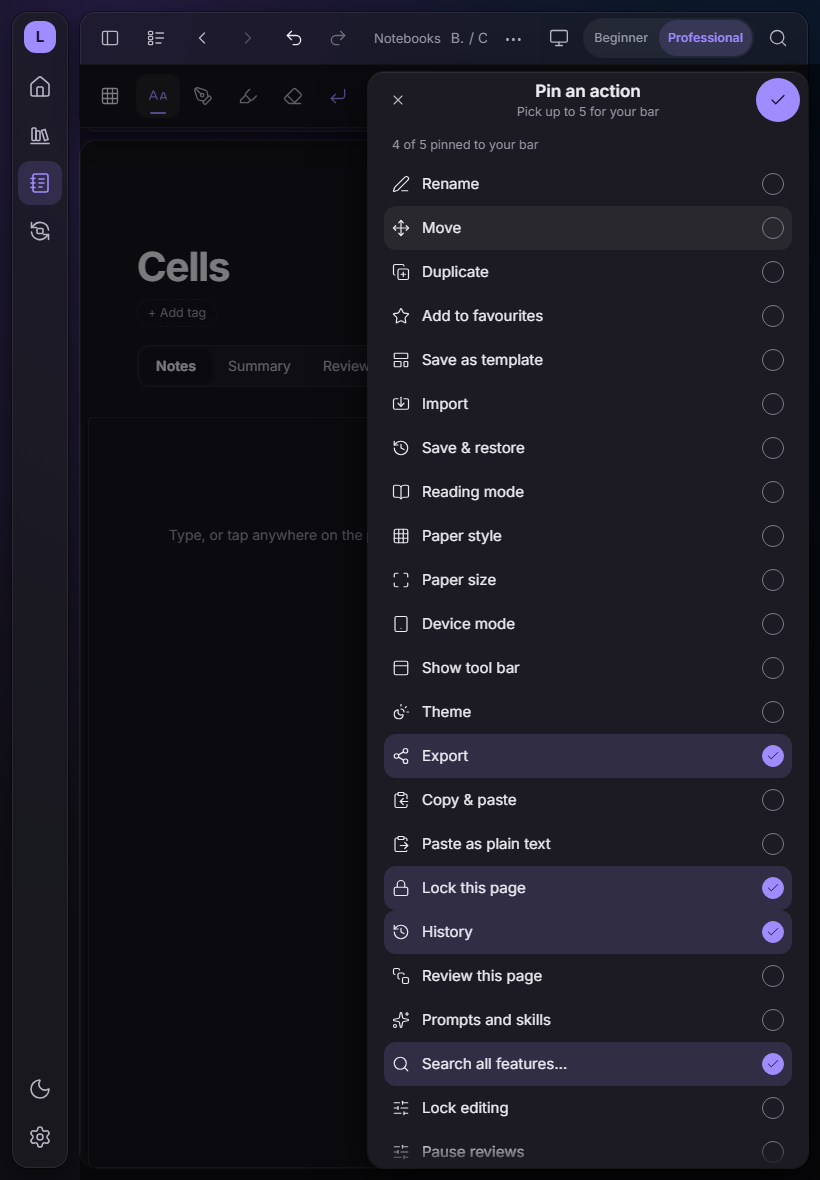 L
Notebooks B. / C
Beginner
Professional
AA
Pin an action
Pick up to 5 for your bar
4 of 5 pinned to your bar
Rename
Move
Duplicate
Add to favourites
Save as template
Import
Save & restore
Reading mode
Paper style
Paper size
Device mode
Show tool bar
Theme
Export
Copy & paste
Paste as plain text
Lock this page
History
Review this page
Prompts and skills
Search all features...
Lock editing
Pause reviews
Cells
+ Add tag
Notes
Summary
Review
Type, or tap anywhere on the